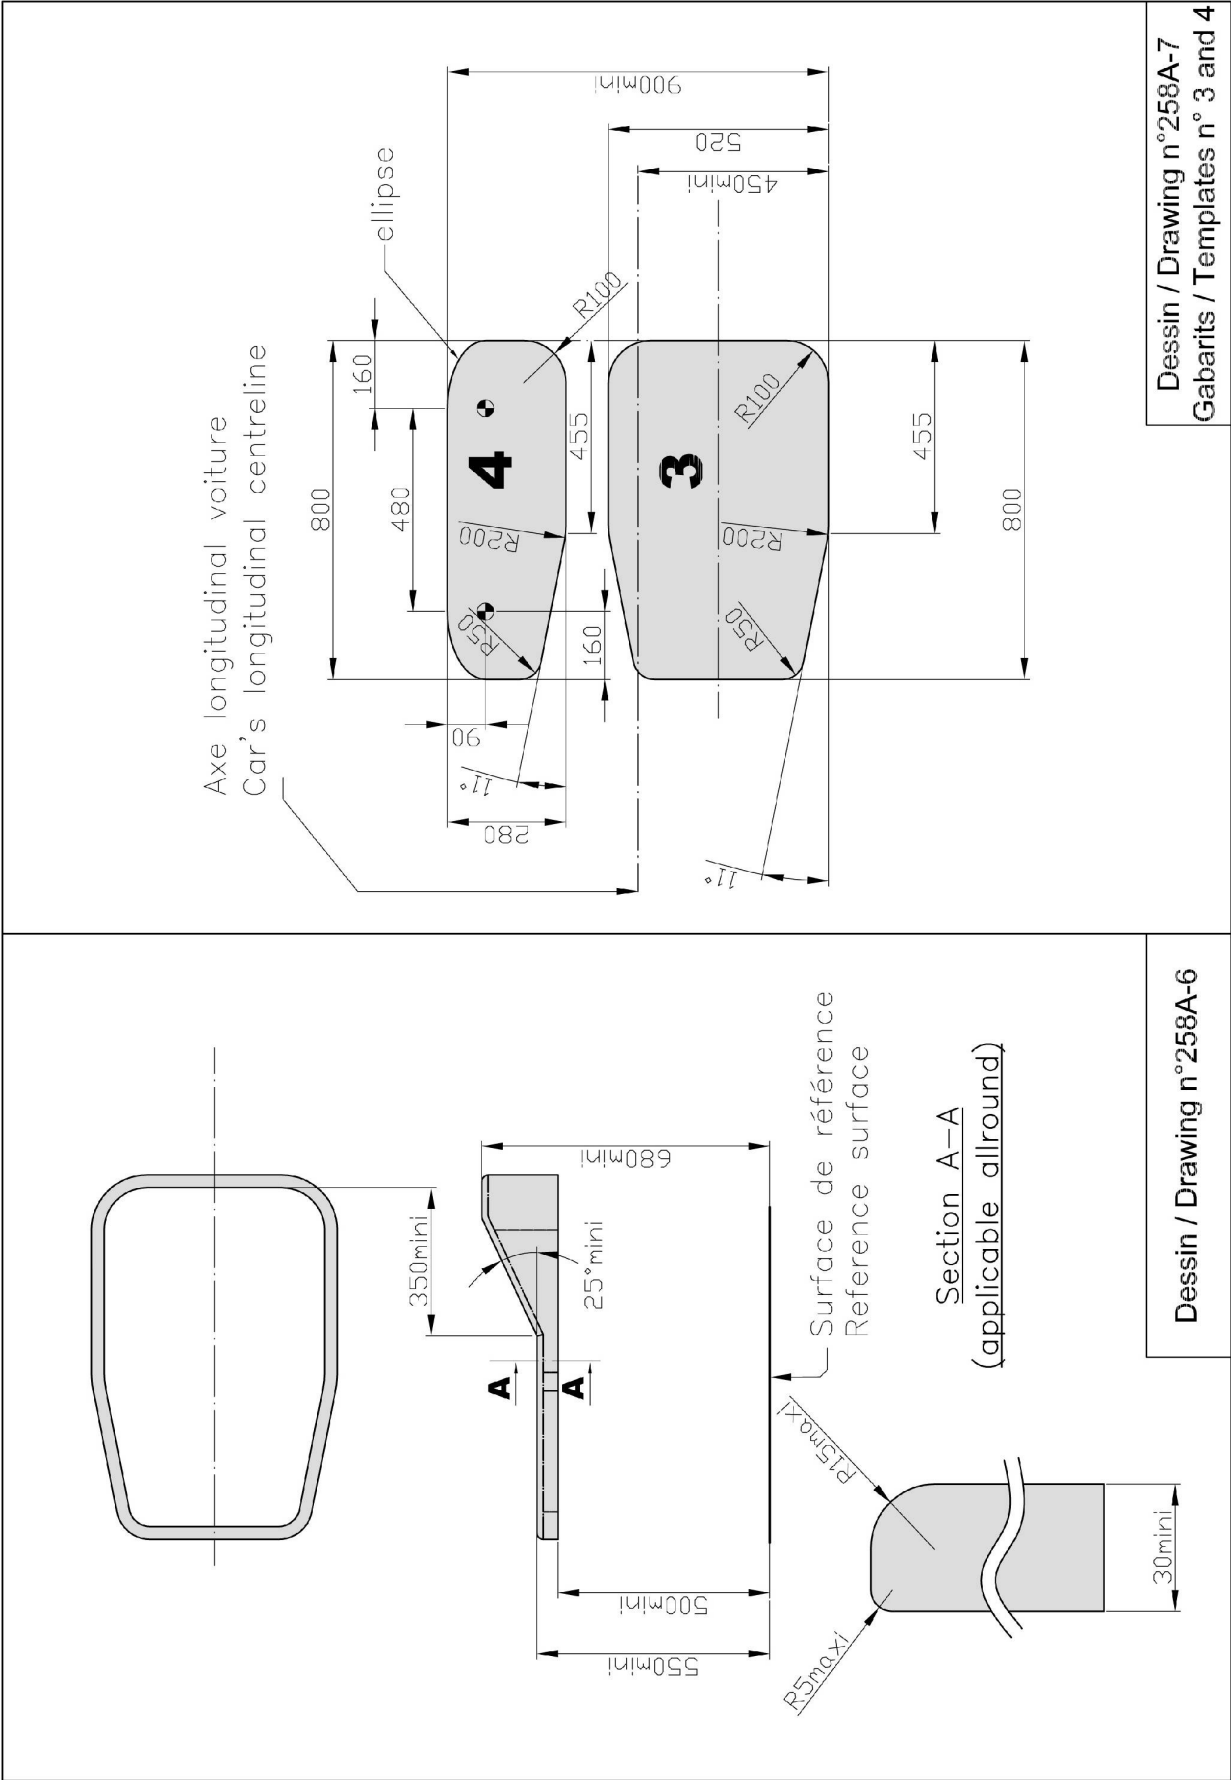 Axe longitudinal voiture
Car's longitudinal centreline
ellipse
800
160
480
4
R100
R200
R50
90
11°
280
455
160
900mini
520
450mini
3
R100
R200
R50
455
800
11°
Dessin / Drawing n°258A-7
Gabarits / Templates n° 3 and 4
350mini
680mini
25°mini
A
A
500mini
550mini
Surface de référence
Reference surface
Section A-A
(applicable allround)
R15maxi
R5maxi
30mini
Dessin / Drawing n°258A-6